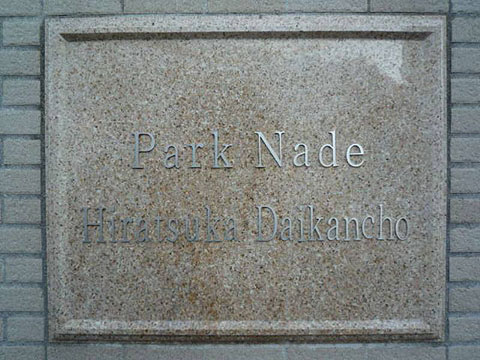 Park Nade
Hiratsuka Daikancho